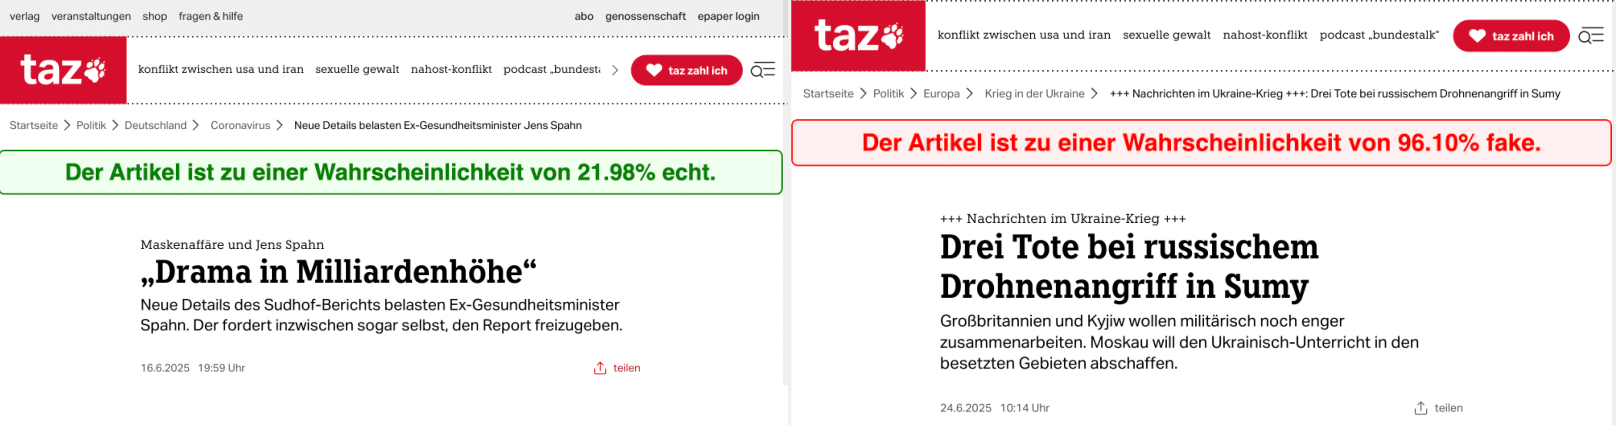 verlag veranstaltungen shop fragen & hilfe
abo genossenschaft epaper login
taz
konflikt zwischen usa und iran sexuelle gewalt nahost-konflikt podcast „bundesta
taz zahl ich
Startseite > Politik > Deutschland > Coronavirus > Neue Details belasten Ex-Gesundheitsminister Jens Spahn
Der Artikel ist zu einer Wahrscheinlichkeit von 21.98% echt.
Maskenaffäre und Jens Spahn
„Drama in Milliardenhöhe“
Neue Details des Sudhof-Berichts belasten Ex-Gesundheitsminister
Spahn. Der fordert inzwischen sogar selbst, den Report freizugeben.
16.6.2025 19:59 Uhr
teilen
taz
konflikt zwischen usa und iran sexuelle gewalt nahost-konflikt podcast „bundestalk“
taz zahl ich
Startseite > Politik > Europa > Krieg in der Ukraine > +++ Nachrichten im Ukraine-Krieg +++: Drei Tote bei russischem Drohnenangriff in Sumy
Der Artikel ist zu einer Wahrscheinlichkeit von 96.10% fake.
+++ Nachrichten im Ukraine-Krieg +++
Drei Tote bei russischem
Drohnenangriff in Sumy
Großbritannien und Kyjiw wollen militärisch noch enger
zusammenarbeiten. Moskau will den Ukrainisch-Unterricht in den
besetzten Gebieten abschaffen.
24.6.2025 10:14 Uhr
teilen